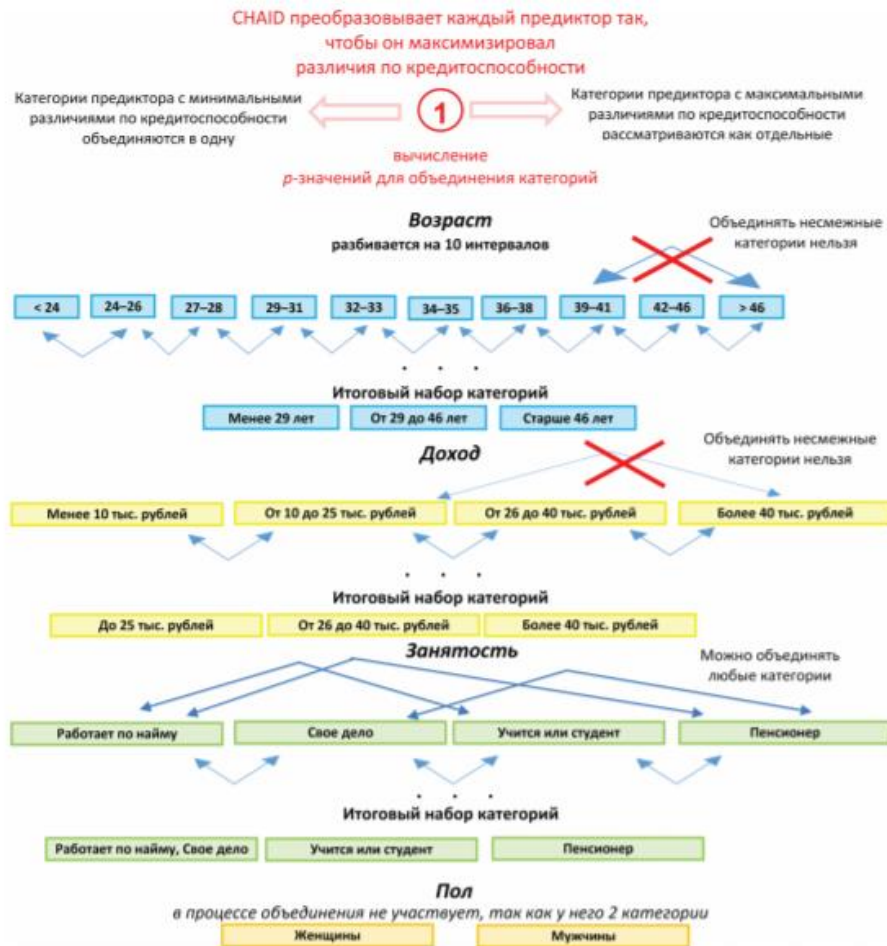 CHAID преобразовывает каждый предиктор так,
чтобы он максимизировал
различия по кредитоспособности
Категории предиктора с минимальными
различиями по кредитоспособности
объединяются в одну
1
Категории предиктора с максимальными
различиями по кредитоспособности
рассматриваются как отдельные
вычисление
p-значений для объединения категорий
Возраст
разбивается на 10 интервалов
Объединять несмежные
категории нельзя
< 24 24–26 27–28 29–31 32–33 34–35 36–38 39–41 42–46 > 46
. . .
Итоговый набор категорий
Менее 29 лет От 29 до 46 лет Старше 46 лет
Доход
Объединять несмежные
категории нельзя
Менее 10 тыс. рублей От 10 до 25 тыс. рублей От 26 до 40 тыс. рублей Более 40 тыс. рублей
. . .
Итоговый набор категорий
До 25 тыс. рублей От 26 до 40 тыс. рублей Более 40 тыс. рублей
Занятость
Можно объединять
любые категории
Работает по найму Свое дело Учится или студент Пенсионер
. . .
Итоговый набор категорий
Работает по найму, Свое дело Учится или студент Пенсионер
Пол
в процессе объединения не участвует, так как у него 2 категории
Женщины Мужчины